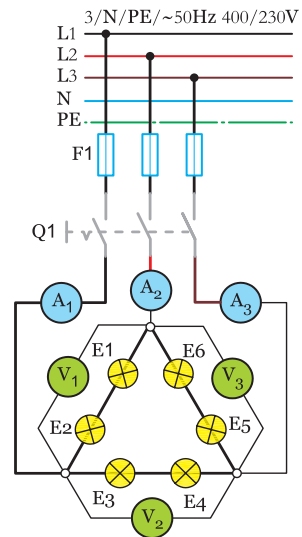 3/N/PE/~50Hz 400/230V
L1
L2
L3
N
PE
F1
Q1
A1 A2 A3
E1 E6
V1 V3
E2 E5
E3 E4
V2